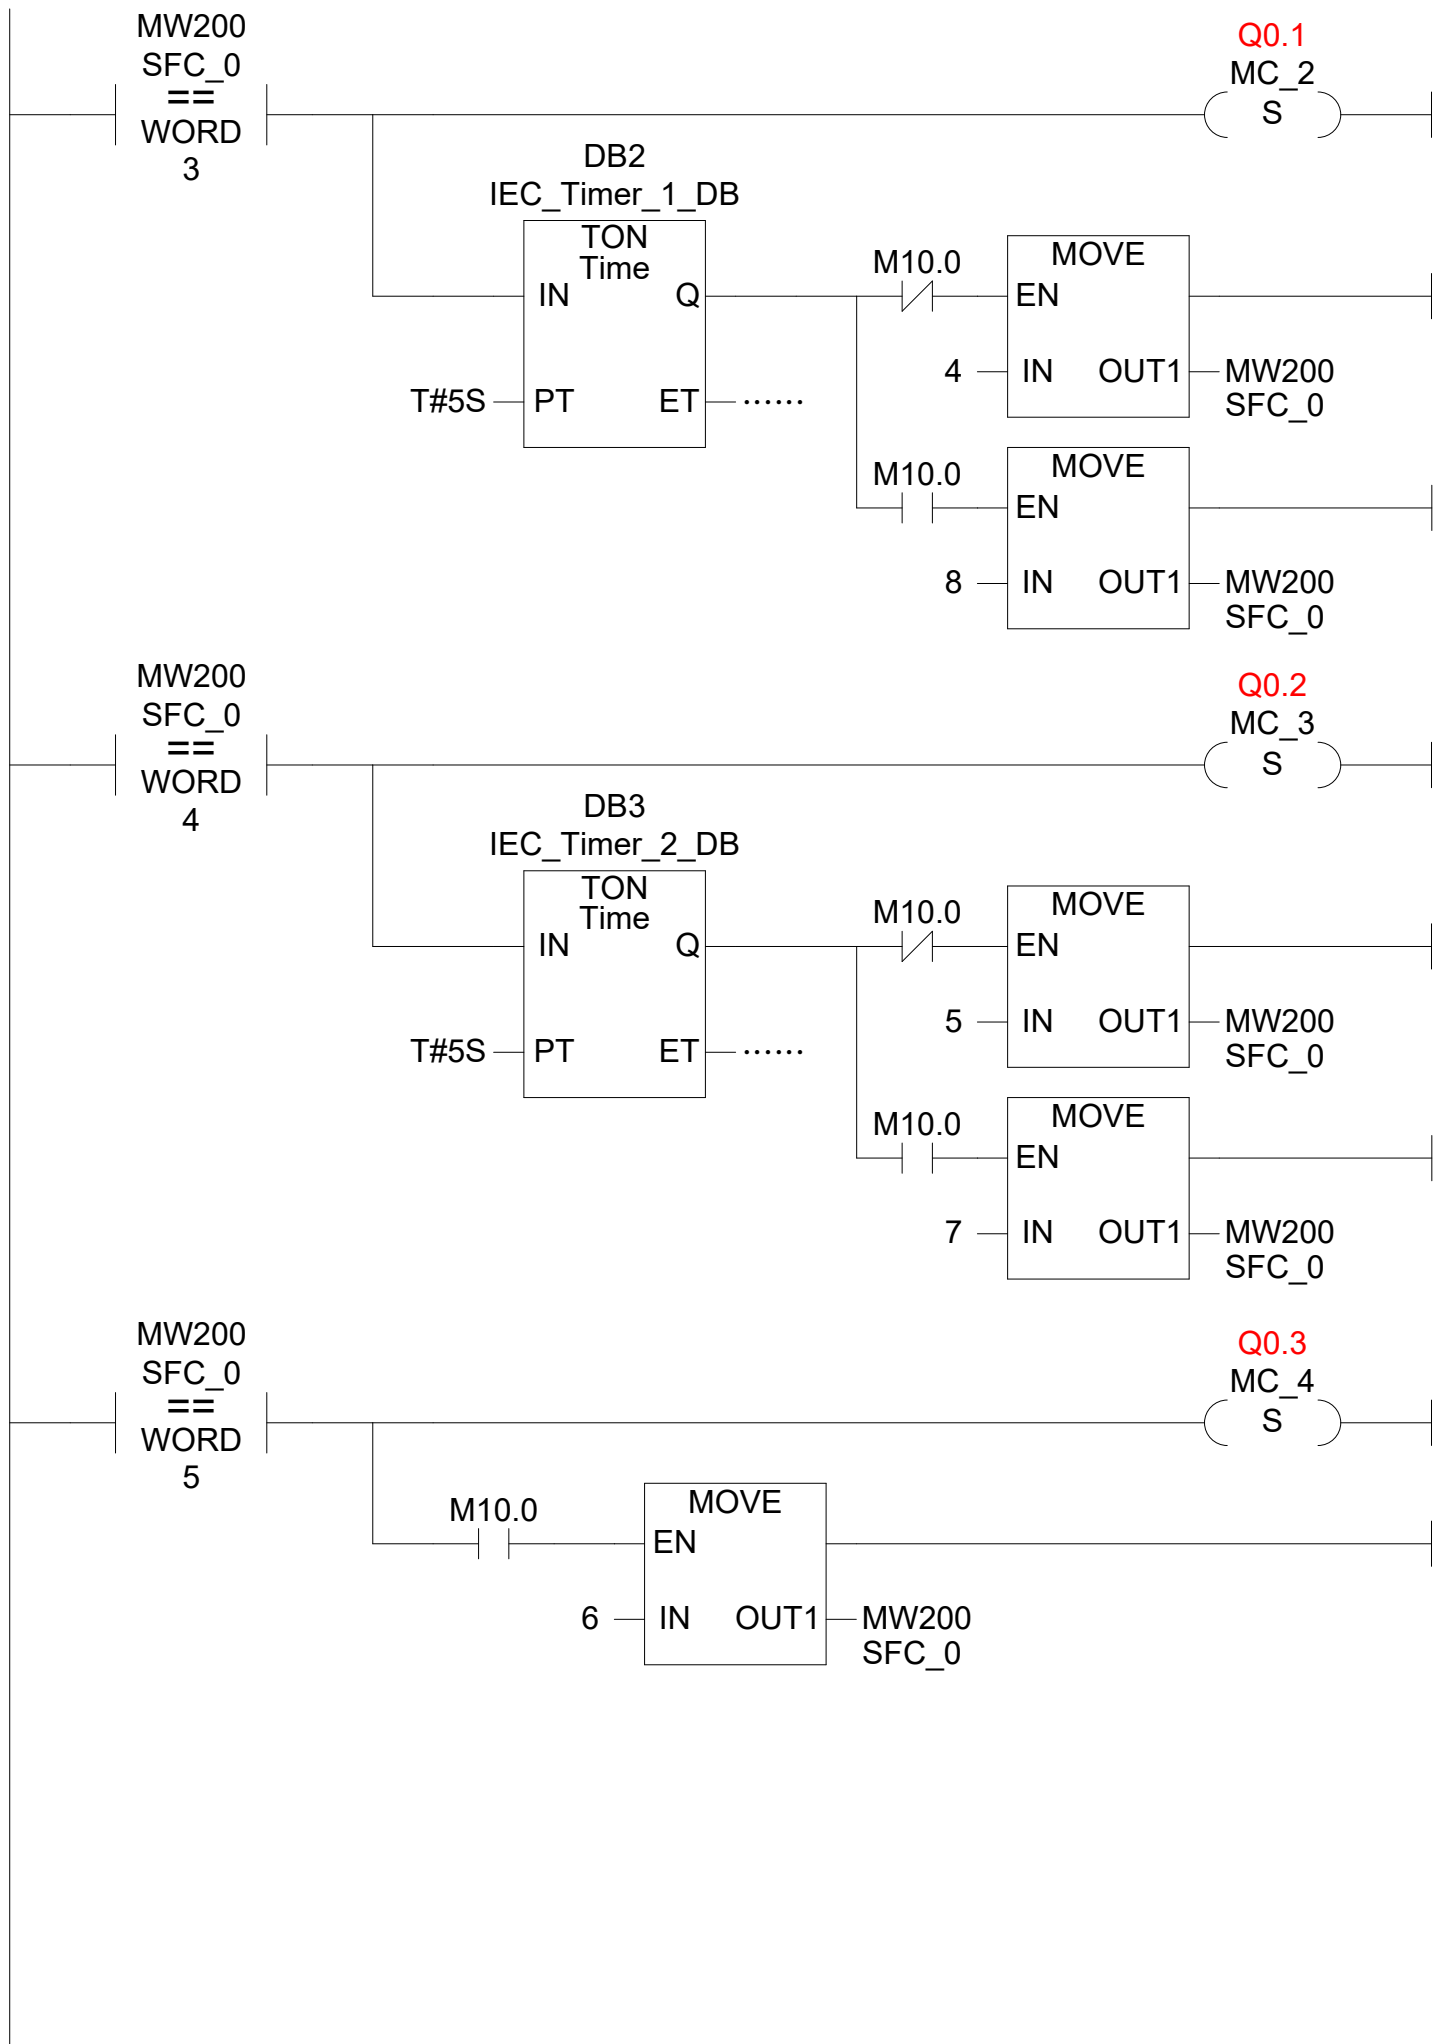 MW200
SFC_0
==
WORD
3
Q0.1
MC_2
S
DB2
IEC_Timer_1_DB
TON
Time
IN
Q
T#5S
PT
ET
......
M10.0
MOVE
EN
4
IN
OUT1
MW200
SFC_0
M10.0
MOVE
EN
8
IN
OUT1
MW200
SFC_0
MW200
SFC_0
==
WORD
4
Q0.2
MC_3
S
DB3
IEC_Timer_2_DB
TON
Time
IN
Q
T#5S
PT
ET
......
M10.0
MOVE
EN
5
IN
OUT1
MW200
SFC_0
M10.0
MOVE
EN
7
IN
OUT1
MW200
SFC_0
MW200
SFC_0
==
WORD
5
Q0.3
MC_4
S
M10.0
MOVE
EN
6
IN
OUT1
MW200
SFC_0